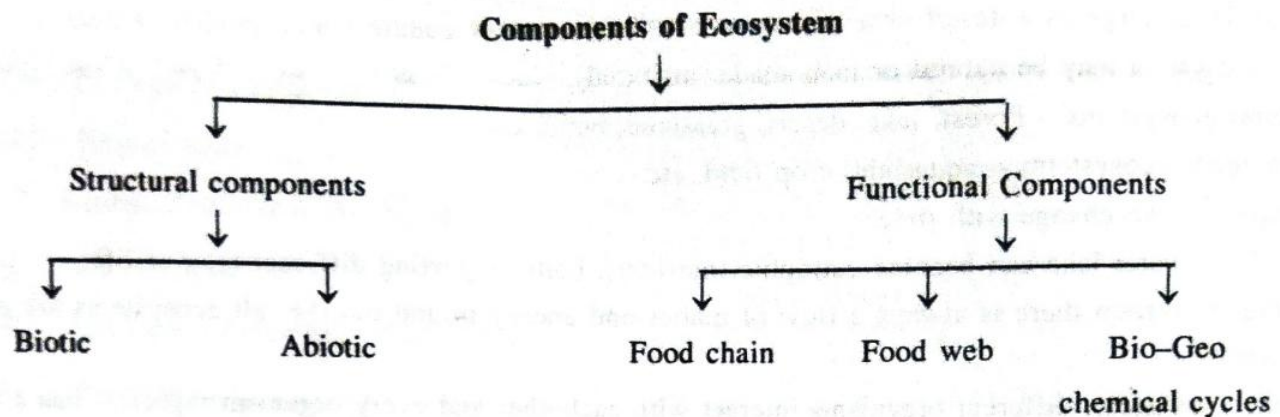 Components of Ecosystem
Structural components
Functional Components
Biotic
Abiotic
Food chain
Food web
Bio–Geo
chemical cycles